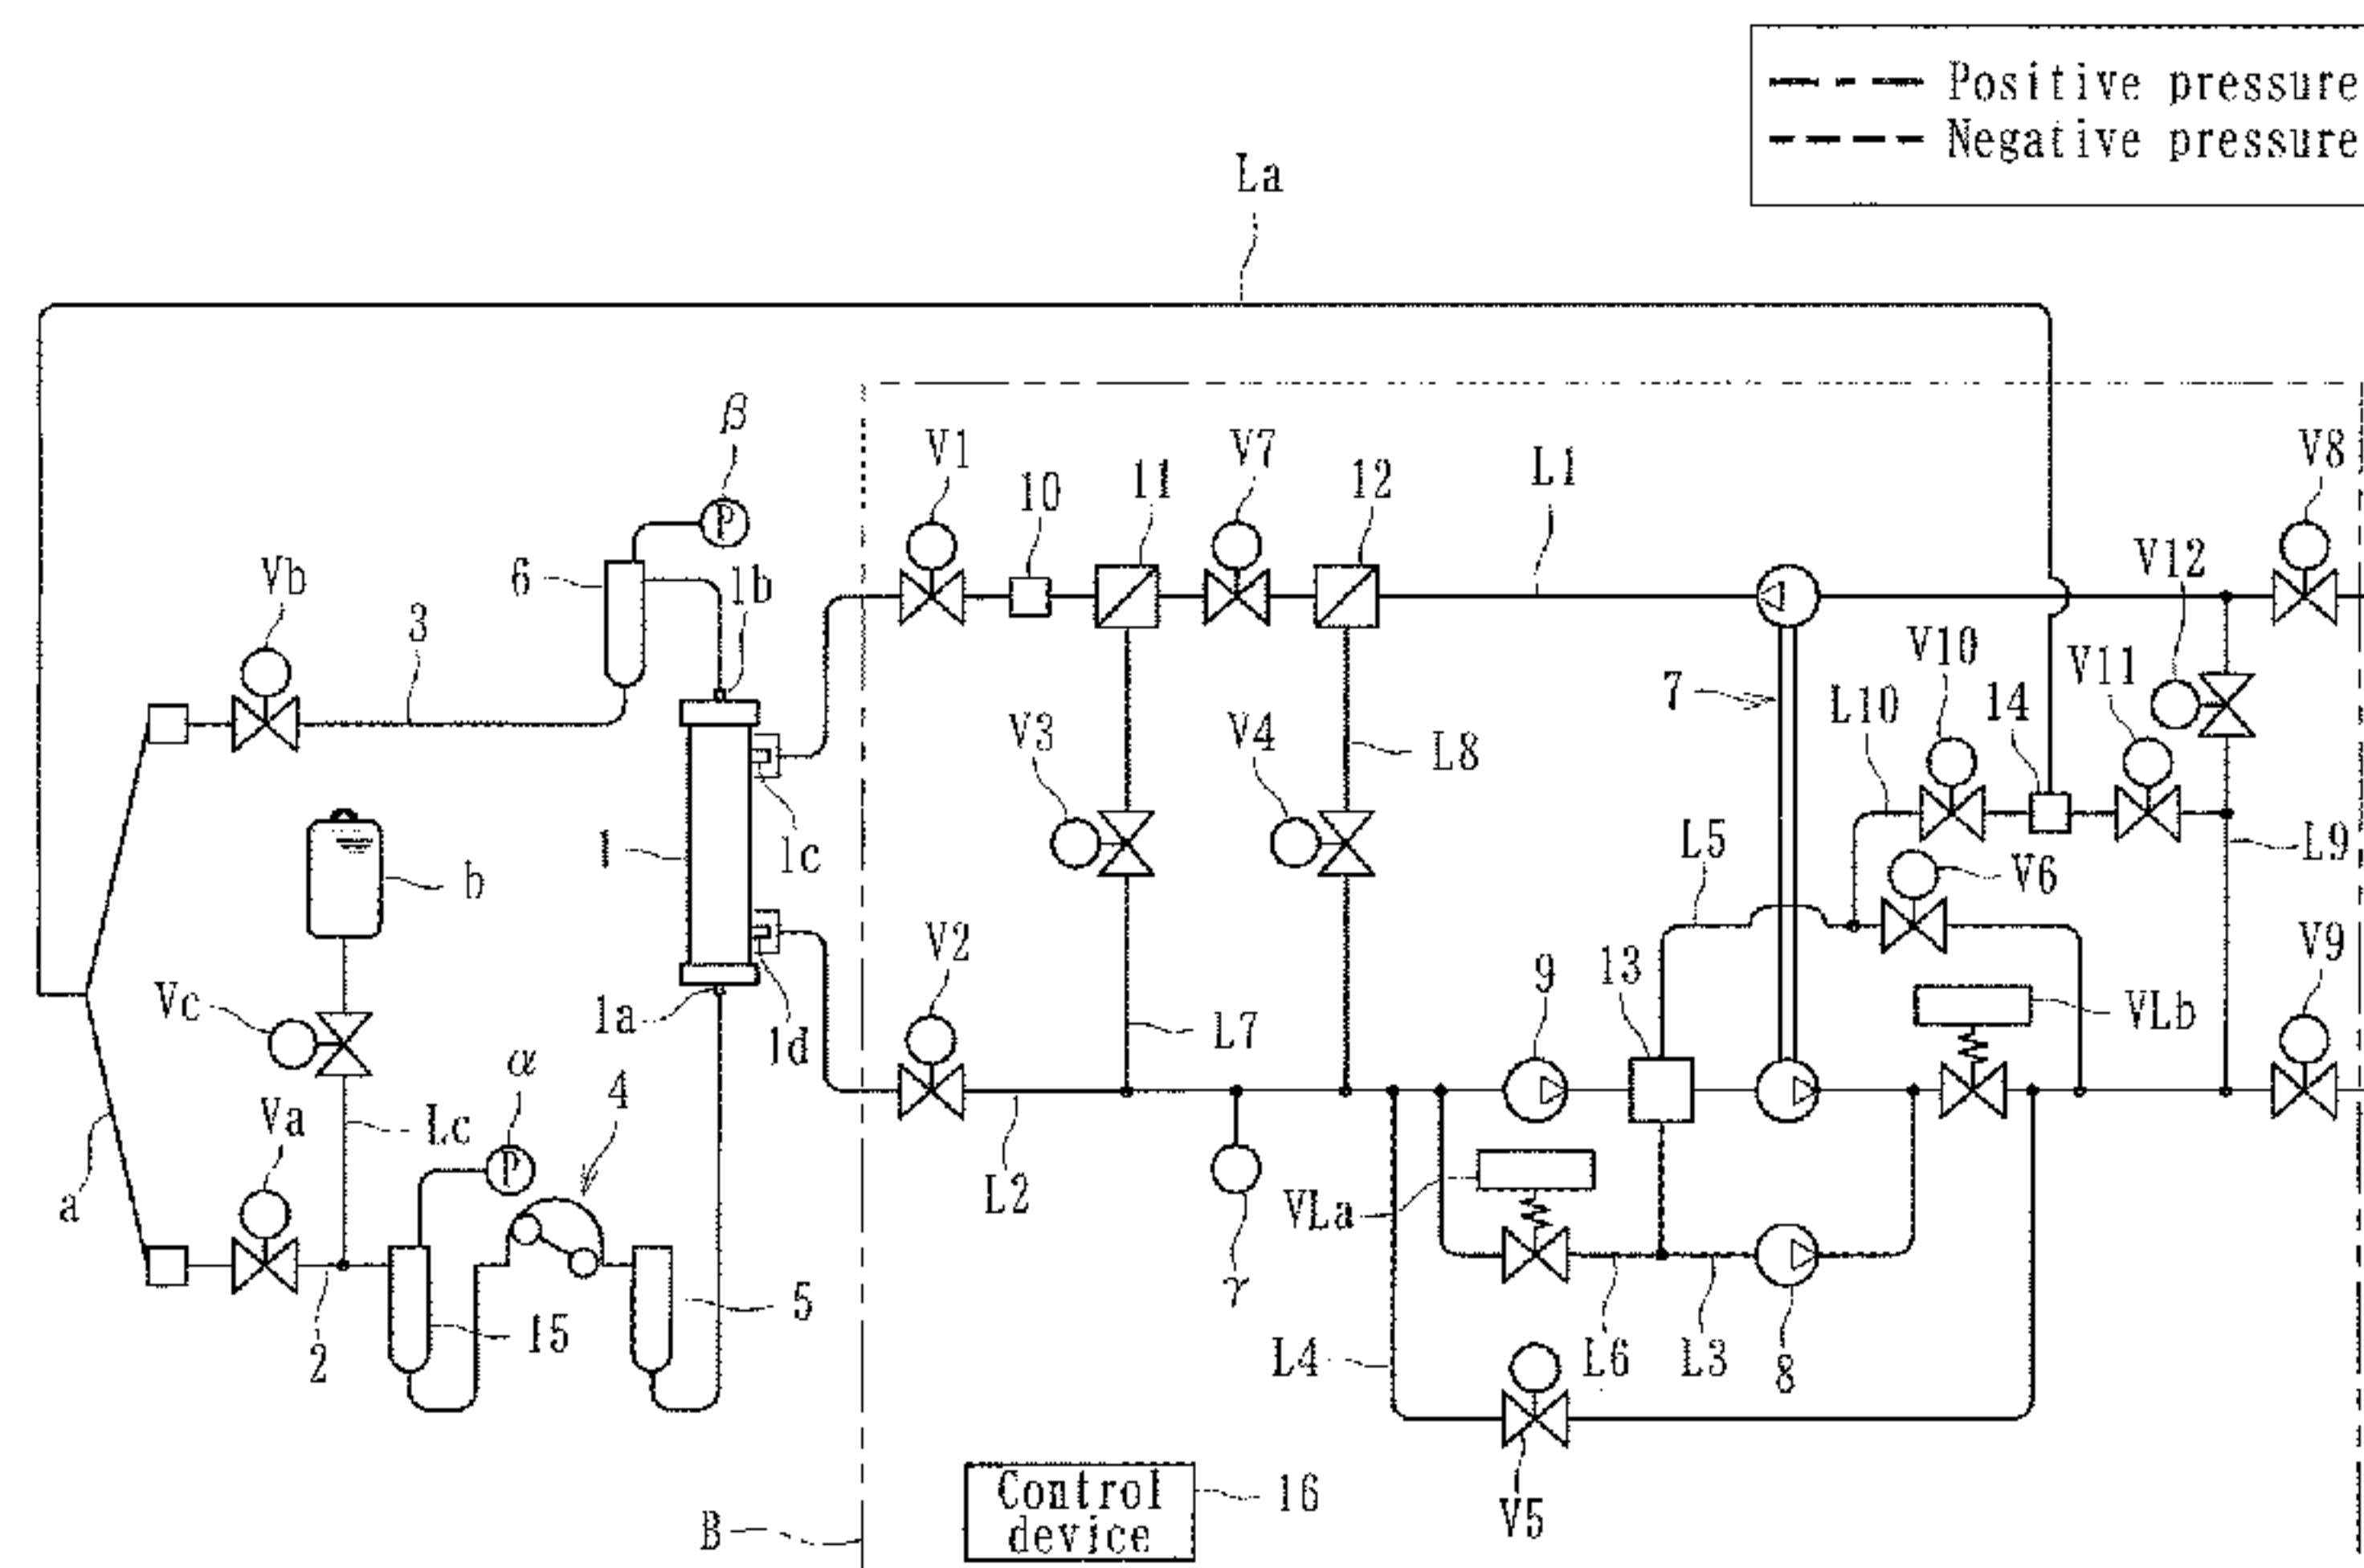 Positive pressure
Negative pressure
La
β
V1
10
11
V7
12
L1
V8
Vb
3
6
P
1b
V12
V10
V11
7
L10
14
V3
V4
L8
1
1c
L5
V6
L9
b
Vc
1a
1d
V2
L7
9
13
VLb
V9
α
4
Va
Lc
P
a
L2
VLa
γ
5
2
15
L4
L6
L3
8
Control
device
16
V5
B